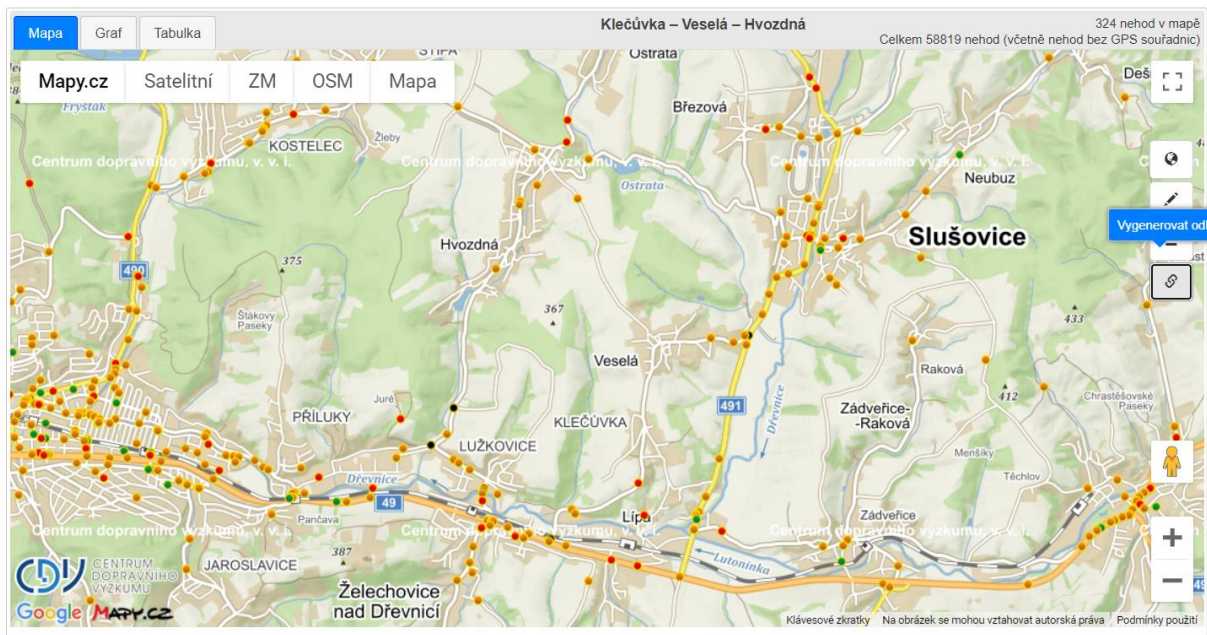 Mapa Graf Tabulka
Klečůvka – Veselá – Hvozdná
324 nehod v mapě
Celkem 58819 nehod (včetně nehod bez GPS souřadnic)
Mapy.cz Satelitní ZM OSM Mapa
Ostrata
Fryšták
Březová
KOSTELEC
Žleby
Centrum dopravního výzkumu, v. v. i.
Centrum dopravního výzkumu, v. v. i.
Centrum dopravního výzkumu, v. v. i.
Ostrata
Neubuz
Vygenerovat od
Slušovice
Hvozdná
490
375
Štákovy
Paseky
367
433
Veselá
Raková
412
Chrastěšovské
Paseky
Juré
PŘÍLUKY
KLEČŮVKA
491
Dřevnice
Zádveřice-
-Raková
LUŽKOVICE
Menšíky
Těchlov
Dřevnice
49
Pančava
Lípa
Zádveřice
Centrum dopravního výzkumu, v. v. i.
Centrum dopravního výzkumu, v. v. i.
Centrum dopravního výzkumu, v. v. i.
387
Lutoninka
JAROSLAVICE
CENTRUM
DOPRAVNÍHO
VÝZKUMU
Želechovice
nad Dřevnicí
Google Mapy.cz
Klávesové zkratky Na obrázek se mohou vztahovat autorská práva Podmínky použití